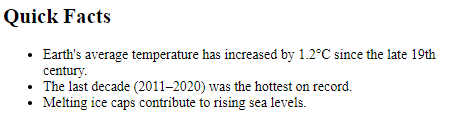 Quick Facts
• Earth's average temperature has increased by 1.2°C since the late 19th
century.
• The last decade (2011–2020) was the hottest on record.
• Melting ice caps contribute to rising sea levels.